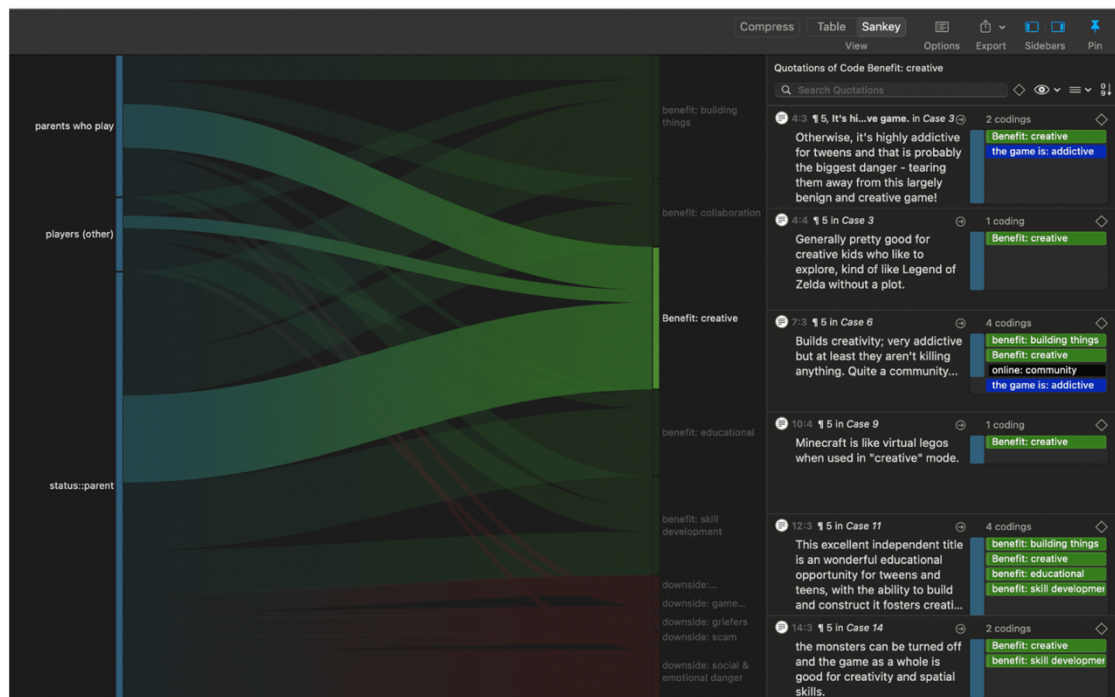 Compress
Table Sankey
View
Options
Export
Sidebars
Pin
parents who play
players (other)
status::parent
benefit: building
things
benefit: collaboration
Benefit: creative
benefit: educational
benefit: skill
development
downside:...
downside: game...
downside: griefers
downside: scam
downside: social &
emotional danger
Quotations of Code Benefit: creative
Search Quotations
4:3 ¶ 5, It's hi...ve game. in Case 3
2 codings
Otherwise, it's highly addictive
for tweens and that is probably
the biggest danger - tearing
them away from this largely
benign and creative game!
Benefit: creative
the game is: addictive
4:4 ¶ 5 in Case 3
1 coding
Generally pretty good for
creative kids who like to
explore, kind of like Legend of
Zelda without a plot.
Benefit: creative
7:3 ¶ 5 in Case 6
4 codings
Builds creativity; very addictive
but at least they aren't killing
anything. Quite a community...
benefit: building things
Benefit: creative
online: community
the game is: addictive
10:4 ¶ 5 in Case 9
1 coding
Minecraft is like virtual legos
when used in "creative" mode.
Benefit: creative
12:3 ¶ 5 in Case 11
4 codings
This excellent independent title
is an wonderful educational
opportunity for tweens and
teens, with the ability to build
and construct it fosters creati...
benefit: building things
Benefit: creative
benefit: educational
benefit: skill developmer
14:3 ¶ 5 in Case 14
2 codings
the monsters can be turned off
and the game as a whole is
good for creativity and spatial
skills.
Benefit: creative
benefit: skill developmer